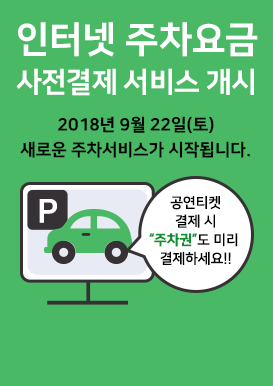 인터넷 주차요금
사전결제 서비스 개시
2018년 9월 22일(토)
새로운 주차서비스가 시작됩니다.
P
공연티켓
결제 시
“주차권”도 미리
결제하세요!!